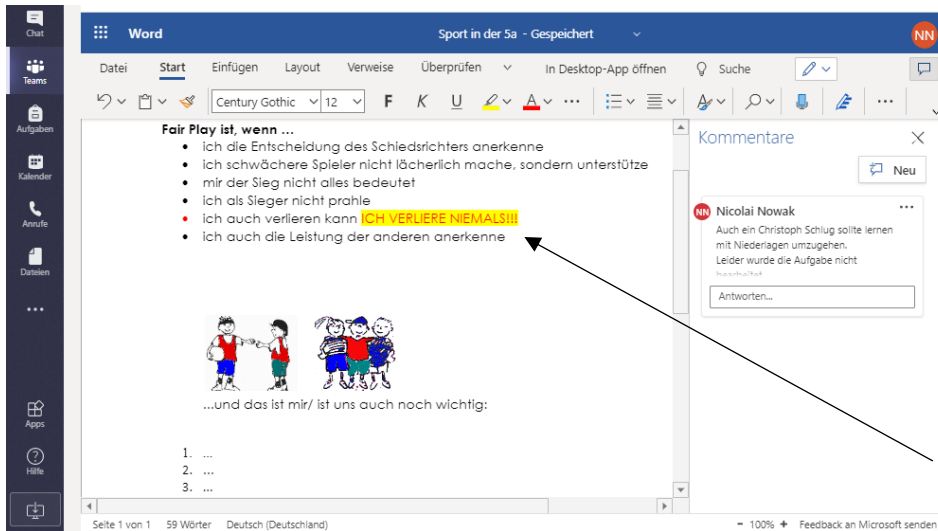 Chat
Teams
Aufgaben
Kalender
Anrufe
Dateien
Apps
Hilfe
Word
Sport in der 5a - Gespeichert
NN
Datei Start Einfügen Layout Verweise Überprüfen In Desktop-App öffnen Suche
Century Gothic 12 F K U A
Fair Play ist, wenn …
• ich die Entscheidung des Schiedsrichters anerkenne
• ich schwächere Spieler nicht lächerlich mache, sondern unterstütze
• mir der Sieg nicht alles bedeutet
• ich als Sieger nicht prahle
• ich auch verlieren kann ICH VERLIERE NIEMALS!!!
• ich auch die Leistung der anderen anerkenne
...und das ist mir/ ist uns auch noch wichtig:
1. ...
2. ...
3. ...
Kommentare
Neu
NN Nicolai Nowak
Auch ein Christoph Schlug sollte lernen
mit Niederlagen umzugehen.
Leider wurde die Aufgabe nicht
Antworten...
Seite 1 von 1 59 Wörter Deutsch (Deutschland) - 100% + Feedback an Microsoft senden